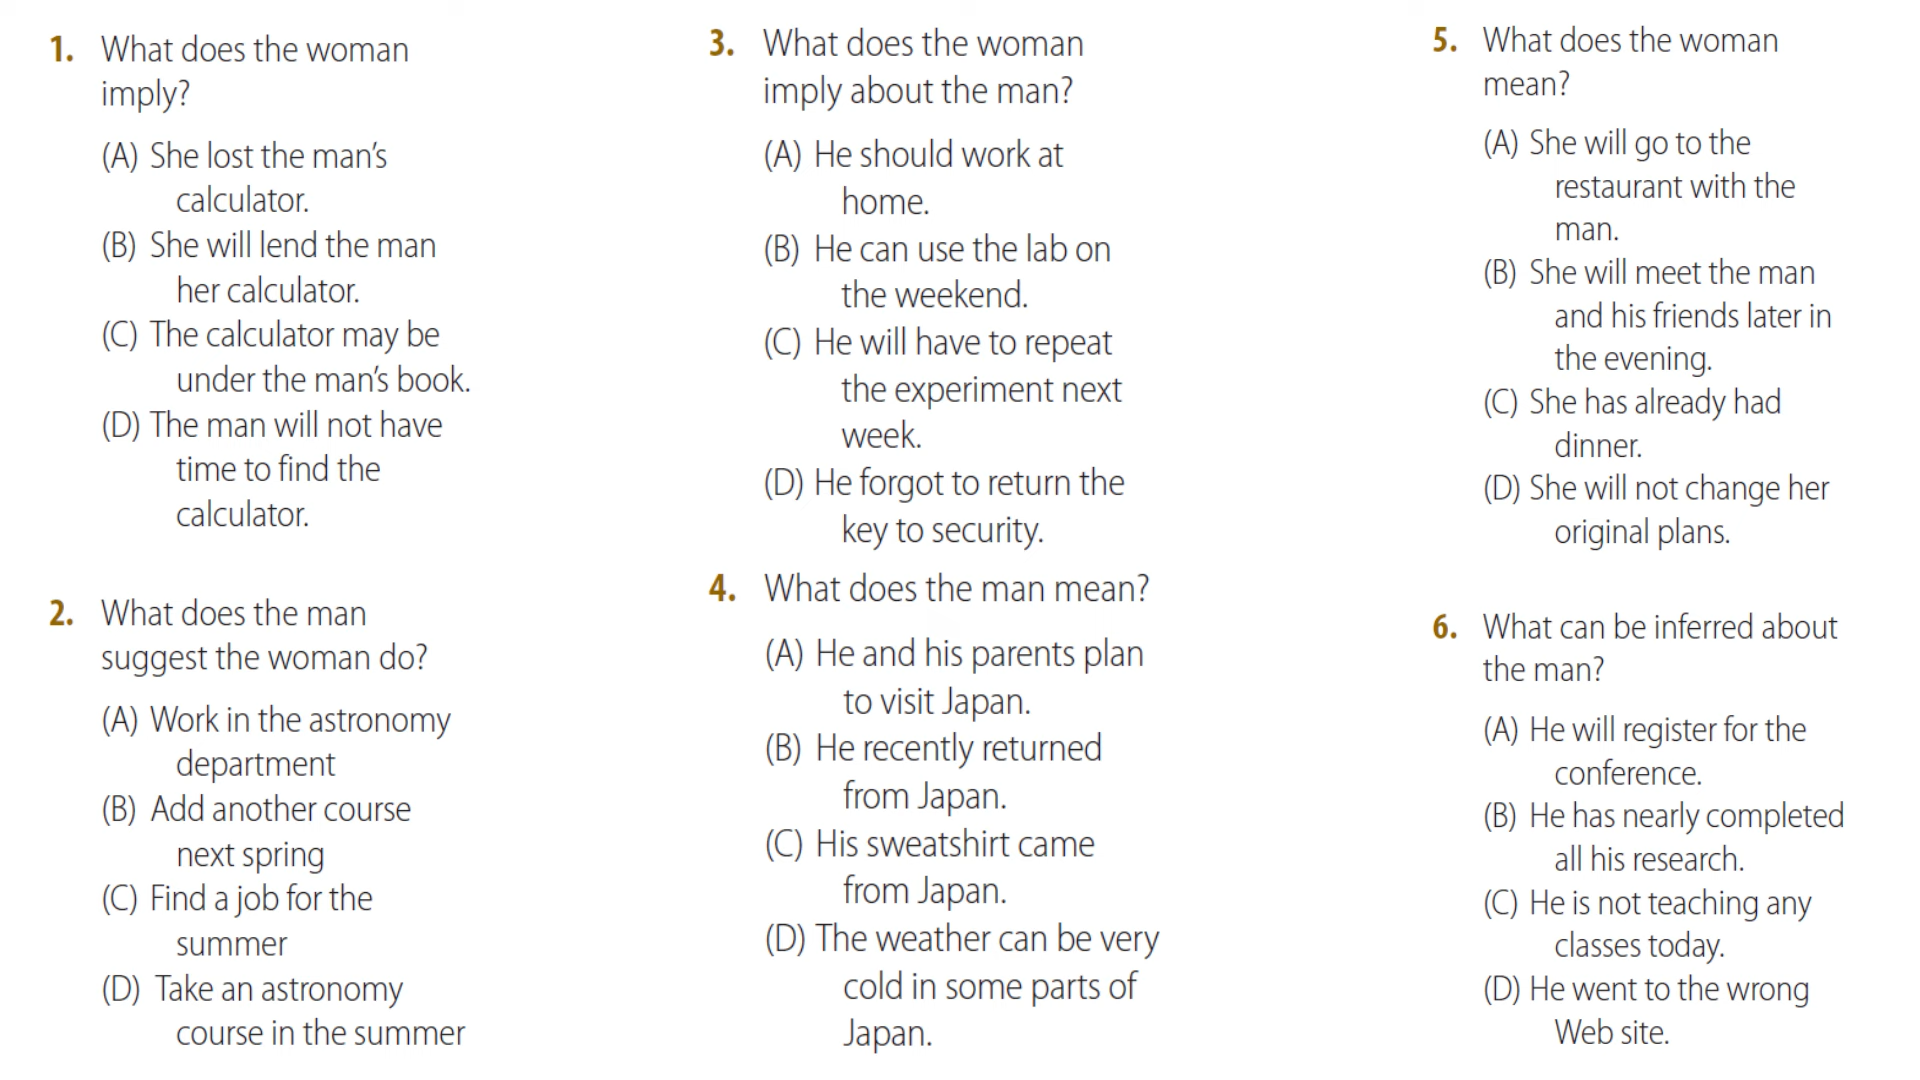 1. What does the woman
imply?
(A) She lost the man's
calculator.
(B) She will lend the man
her calculator.
(C) The calculator may be
under the man's book.
(D) The man will not have
time to find the
calculator.
2. What does the man
suggest the woman do?
(A) Work in the astronomy
department
(B) Add another course
next spring
(C) Find a job for the
summer
(D) Take an astronomy
course in the summer
3. What does the woman
imply about the man?
(A) He should work at
home.
(B) He can use the lab on
the weekend.
(C) He will have to repeat
the experiment next
week.
(D) He forgot to return the
key to security.
4. What does the man mean?
(A) He and his parents plan
to visit Japan.
(B) He recently returned
from Japan.
(C) His sweatshirt came
from Japan.
(D) The weather can be very
cold in some parts of
Japan.
5. What does the woman
mean?
(A) She will go to the
restaurant with the
man.
(B) She will meet the man
and his friends later in
the evening.
(C) She has already had
dinner.
(D) She will not change her
original plans.
6. What can be inferred about
the man?
(A) He will register for the
conference.
(B) He has nearly completed
all his research.
(C) He is not teaching any
classes today.
(D) He went to the wrong
Web site.